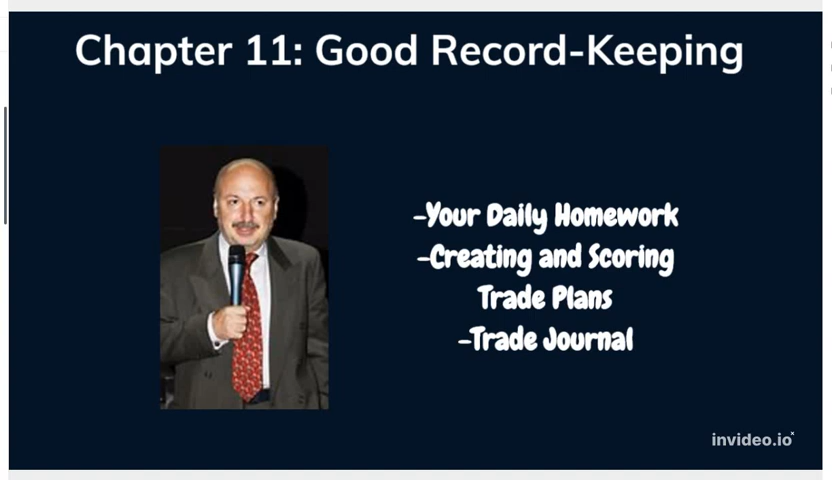 Chapter 11: Good Record-Keeping
-Your Daily Homework
-Creating and Scoring
Trade Plans
-Trade Journal
invideo.io